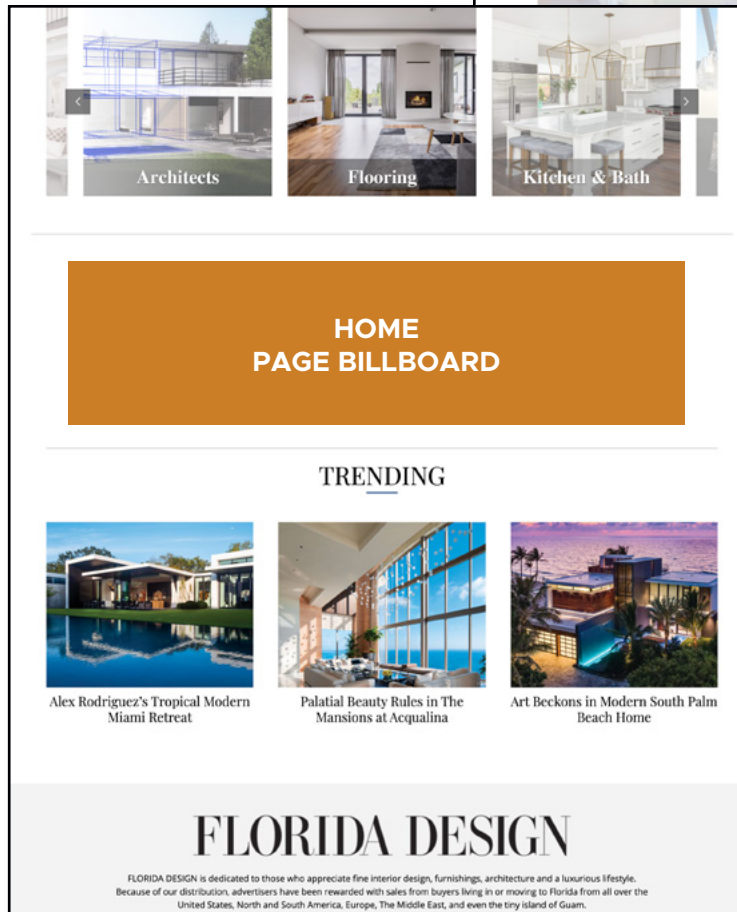 Architects
Flooring
Kitchen & Bath
HOME
PAGE BILLBOARD
TRENDING
Alex Rodriguez's Tropical Modern
Miami Retreat
Palatial Beauty Rules in The
Mansions at Acqualina
Art Beckons in Modern South Palm
Beach Home
FLORIDA DESIGN
FLORIDA DESIGN is dedicated to those who appreciate fine interior design, furnishings, architecture and a luxurious lifestyle.
Because of our distribution, advertisers have been rewarded with sales from buyers living in or moving to Florida from all over the
United States, North and South America, Europe, The Middle East, and even the tiny island of Guam.